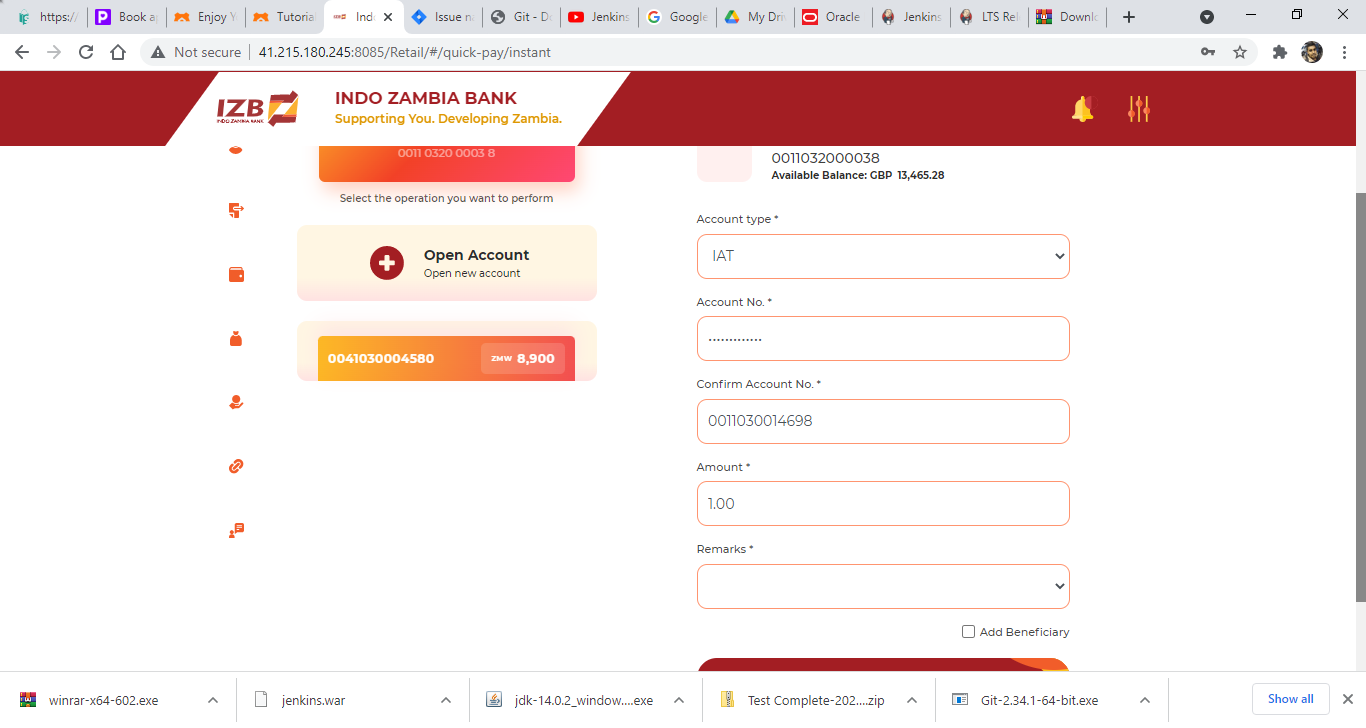 https:/
Book a
Enjoy Y
Tutoria
Ind
Issue n
Git - D
Jenkins
Google
My Dri
Oracle
Jenkins
LTS Rel
Downl
Not secure
41.215.180.245:8085/Retail/#/quick-pay/instant
IZB
INDO ZAMBIA BANK
INDO ZAMBIA BANK
Supporting You. Developing Zambia.
0011 0320 0003 8
Select the operation you want to perform
Open Account
Open new account
0041030004580
ZMW 8,900
0011032000038
Available Balance: GBP 13,465.28
Account type *
IAT
Account No. *
•••••••••••••
Confirm Account No. *
0011030014698
Amount *
1.00
Remarks *
Add Beneficiary
winrar-x64-602.exe
jenkins.war
jdk-14.0.2_window....exe
Test Complete-202....zip
Git-2.34.1-64-bit.exe
Show all